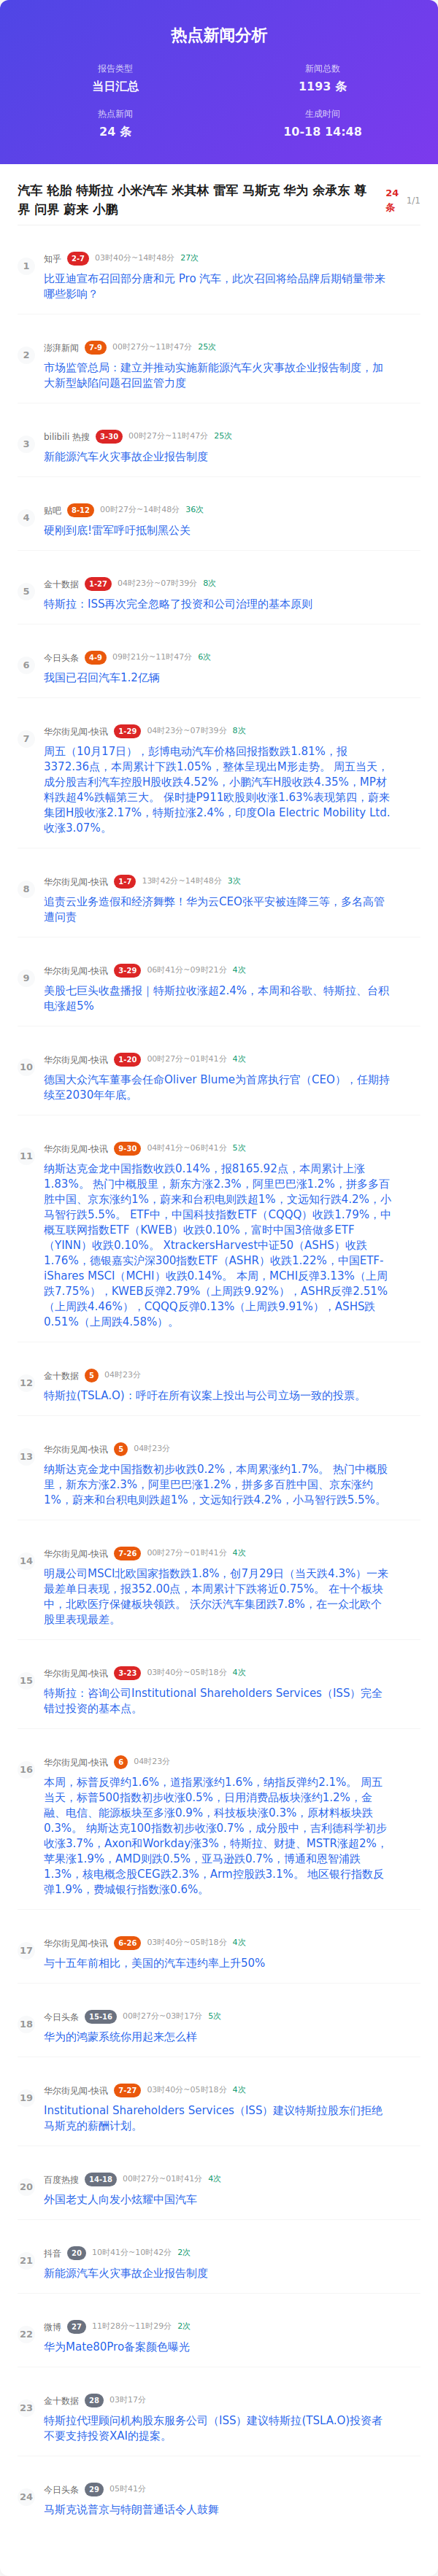 热点新闻分析
报告类型
新闻总数
当日汇总
1193 条
热点新闻
生成时间
24 条
10-18 14:48
汽车 轮胎 特斯拉 小米汽车 米其林 雷军 马斯克 华为 余承东 尊
界 问界 蔚来 小鹏
24
条
1/1
1
知乎 2-7 03时40分~14时48分 27次
比亚迪宣布召回部分唐和元 Pro 汽车，此次召回将给品牌后期销量带来
哪些影响？
2
澎湃新闻 7-9 00时27分~11时47分 25次
市场监管总局：建立并推动实施新能源汽车火灾事故企业报告制度，加
大新型缺陷问题召回监管力度
3
bilibili 热搜 3-30 00时27分~11时47分 25次
新能源汽车火灾事故企业报告制度
4
贴吧 8-12 00时27分~14时48分 36次
硬刚到底!雷军呼吁抵制黑公关
5
金十数据 1-27 04时23分~07时39分 8次
特斯拉：ISS再次完全忽略了投资和公司治理的基本原则
6
今日头条 4-9 09时21分~11时47分 6次
我国已召回汽车1.2亿辆
7
华尔街见闻-快讯 1-29 04时23分~07时39分 8次
周五（10月17日），彭博电动汽车价格回报指数跌1.81%，报
3372.36点，本周累计下跌1.05%，整体呈现出M形走势。 周五当天，
成分股吉利汽车控股H股收跌4.52%，小鹏汽车H股收跌4.35%，MP材
料跌超4%跌幅第三。 保时捷P911欧股则收涨1.63%表现第四，蔚来
集团H股收涨2.17%，特斯拉涨2.4%，印度Ola Electric Mobility Ltd.
收涨3.07%。
8
华尔街见闻-快讯 1-7 13时42分~14时48分 3次
追责云业务造假和经济舞弊！华为云CEO张平安被连降三等，多名高管
遭问责
9
华尔街见闻-快讯 3-29 06时41分~09时21分 4次
美股七巨头收盘播报｜特斯拉收涨超2.4%，本周和谷歌、特斯拉、台积
电涨超5%
10
华尔街见闻-快讯 1-20 00时27分~01时41分 4次
德国大众汽车董事会任命Oliver Blume为首席执行官（CEO），任期持
续至2030年年底。
11
华尔街见闻-快讯 9-30 04时41分~06时41分 5次
纳斯达克金龙中国指数收跌0.14%，报8165.92点，本周累计上涨
1.83%。 热门中概股里，新东方涨2.3%，阿里巴巴涨1.2%，拼多多百
胜中国、京东涨约1%，蔚来和台积电则跌超1%，文远知行跌4.2%，小
马智行跌5.5%。 ETF中，中国科技指数ETF（CQQQ）收跌1.79%，中
概互联网指数ETF（KWEB）收跌0.10%，富时中国3倍做多ETF
（YINN）收跌0.10%。 XtrackersHarvest中证50（ASHS）收跌
1.76%，德银嘉实沪深300指数ETF（ASHR）收跌1.22%，中国ETF-
iShares MSCI（MCHI）收跌0.14%。 本周，MCHI反弹3.13%（上周
跌7.75%），KWEB反弹2.79%（上周跌9.92%），ASHR反弹2.51%
（上周跌4.46%），CQQQ反弹0.13%（上周跌9.91%），ASHS跌
0.51%（上周跌4.58%）。
12
金十数据 5 04时23分
特斯拉(TSLA.O)：呼吁在所有议案上投出与公司立场一致的投票。
13
华尔街见闻-快讯 5 04时23分
纳斯达克金龙中国指数初步收跌0.2%，本周累涨约1.7%。 热门中概股
里，新东方涨2.3%，阿里巴巴涨1.2%，拼多多百胜中国、京东涨约
1%，蔚来和台积电则跌超1%，文远知行跌4.2%，小马智行跌5.5%。
14
华尔街见闻-快讯 7-26 00时27分~01时41分 4次
明晟公司MSCI北欧国家指数跌1.8%，创7月29日（当天跌4.3%）一来
最差单日表现，报352.00点，本周累计下跌将近0.75%。 在十个板块
中，北欧医疗保健板块领跌。 沃尔沃汽车集团跌7.8%，在一众北欧个
股里表现最差。
15
华尔街见闻-快讯 3-23 03时40分~05时18分 4次
特斯拉：咨询公司Institutional Shareholders Services（ISS）完全
错过投资的基本点。
16
华尔街见闻-快讯 6 04时23分
本周，标普反弹约1.6%，道指累涨约1.6%，纳指反弹约2.1%。 周五
当天，标普500指数初步收涨0.5%，日用消费品板块涨约1.2%，金
融、电信、能源板块至多涨0.9%，科技板块涨0.3%，原材料板块跌
0.3%。 纳斯达克100指数初步收涨0.7%，成分股中，吉利德科学初步
收涨3.7%，Axon和Workday涨3%，特斯拉、财捷、MSTR涨超2%，
苹果涨1.9%，AMD则跌0.5%，亚马逊跌0.7%，博通和恩智浦跌
1.3%，核电概念股CEG跌2.3%，Arm控股跌3.1%。 地区银行指数反
弹1.9%，费城银行指数涨0.6%。
17
华尔街见闻-快讯 6-26 03时40分~05时18分 4次
与十五年前相比，美国的汽车违约率上升50%
18
今日头条 15-16 00时27分~03时17分 5次
华为的鸿蒙系统你用起来怎么样
19
华尔街见闻-快讯 7-27 03时40分~05时18分 4次
Institutional Shareholders Services（ISS）建议特斯拉股东们拒绝
马斯克的薪酬计划。
20
百度热搜 14-18 00时27分~01时41分 4次
外国老丈人向发小炫耀中国汽车
21
抖音 20 10时41分~10时42分 2次
新能源汽车火灾事故企业报告制度
22
微博 27 11时28分~11时29分 2次
华为Mate80Pro备案颜色曝光
23
金十数据 28 03时17分
特斯拉代理顾问机构股东服务公司（ISS）建议特斯拉(TSLA.O)投资者
不要支持投资XAI的提案。
24
今日头条 29 05时41分
马斯克说普京与特朗普通话令人鼓舞